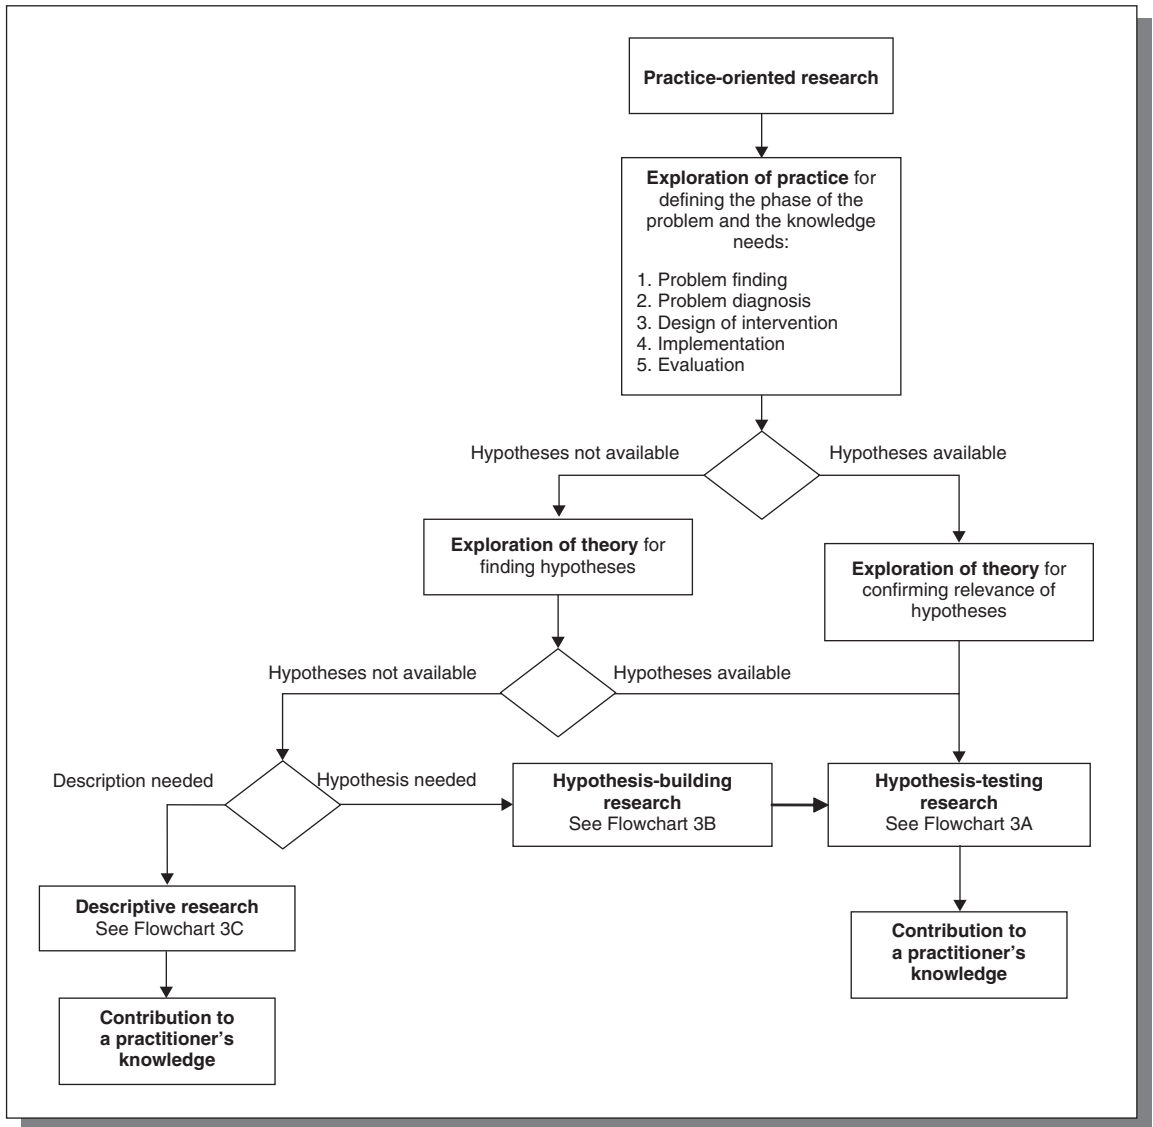 Practice-oriented research
Exploration of practice for
defining the phase of the
problem and the knowledge
needs:
1. Problem finding
2. Problem diagnosis
3. Design of intervention
4. Implementation
5. Evaluation
Hypotheses not available
Hypotheses available
Exploration of theory for
finding hypotheses
Exploration of theory for
confirming relevance of
hypotheses
Hypotheses not available
Hypotheses available
Description needed
Hypothesis needed
Hypothesis-building
research
See Flowchart 3B
Hypothesis-testing
research
See Flowchart 3A
Descriptive research
See Flowchart 3C
Contribution to
a practitioner’s
knowledge
Contribution to
a practitioner’s
knowledge